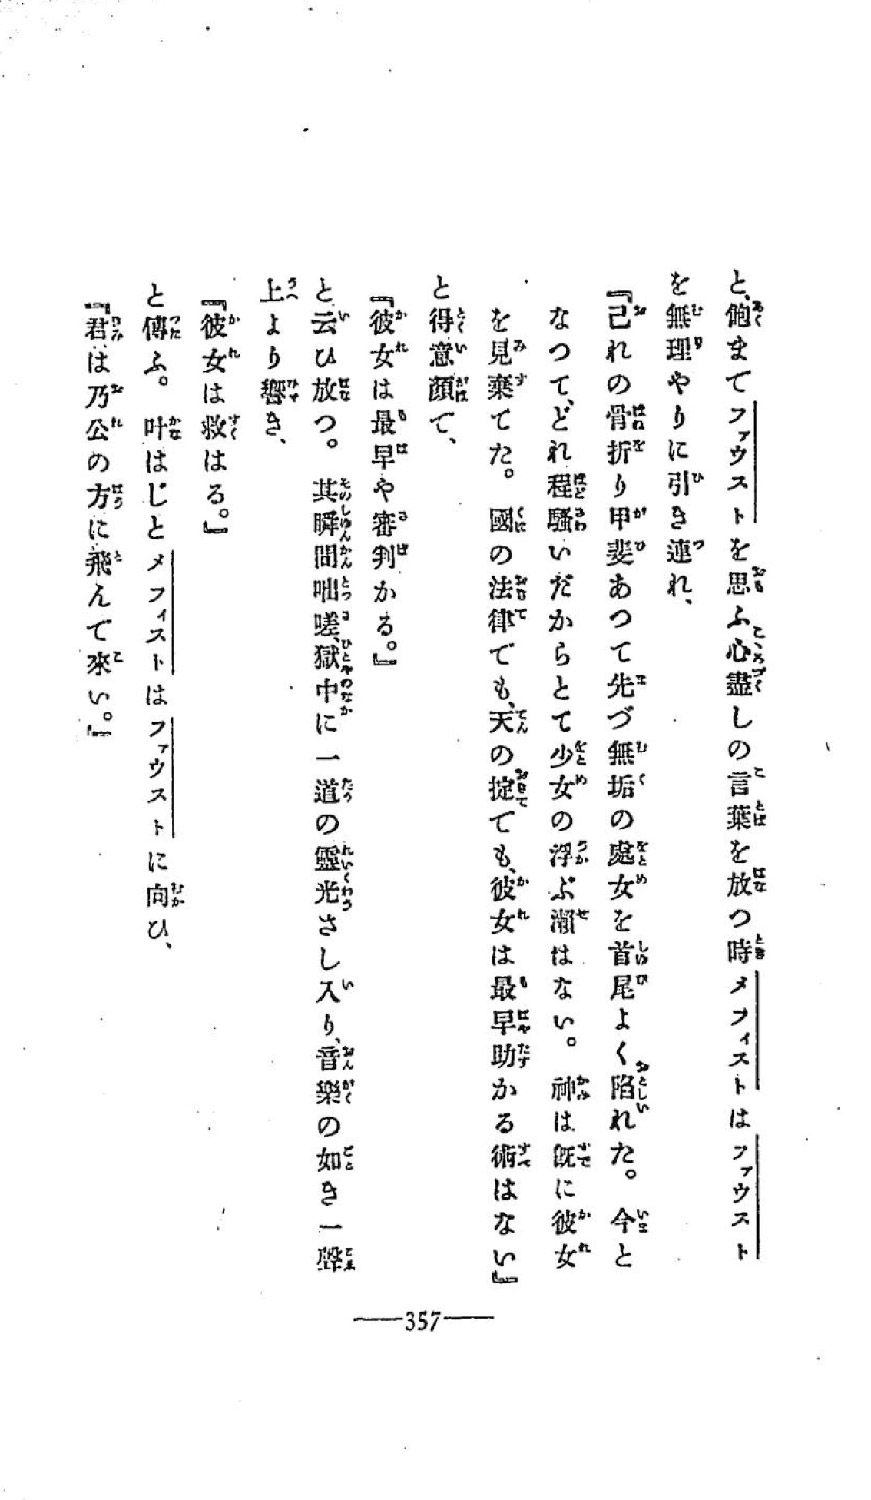 と、飽まてファウストを思ふ心盡しの言葉を放つ時メフィストはファウスト
を無理やりに引き連れ、
『己れの骨折り甲斐あつて先づ無垢の處女を首尾よく陷れた。今と
なつて、どれ程騷いだからとて少女の浮ぶ瀬はない。神は既に彼女
を見棄てた。國の法律でも、天の掟ても、彼女は最早助かる術はない』
と得意顔て、
『彼女は最早や審判かる。』
と云ひ放つ。其瞬間咄嗟、獄中に一道の靈光さし入り、音樂の如き一聲
上より響き、
『彼女は救はる。』
と傳ふ。叶はじとメフィストはファウストに向ひ、
『君は乃公の方に飛んて來い。』
357